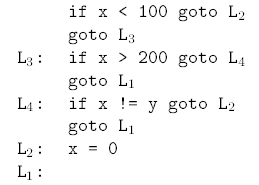 if x < 100 goto L2
goto L3
L3: if x > 200 goto L4
goto L1
L4: if x != y goto L2
goto L1
L2: x = 0
L1: